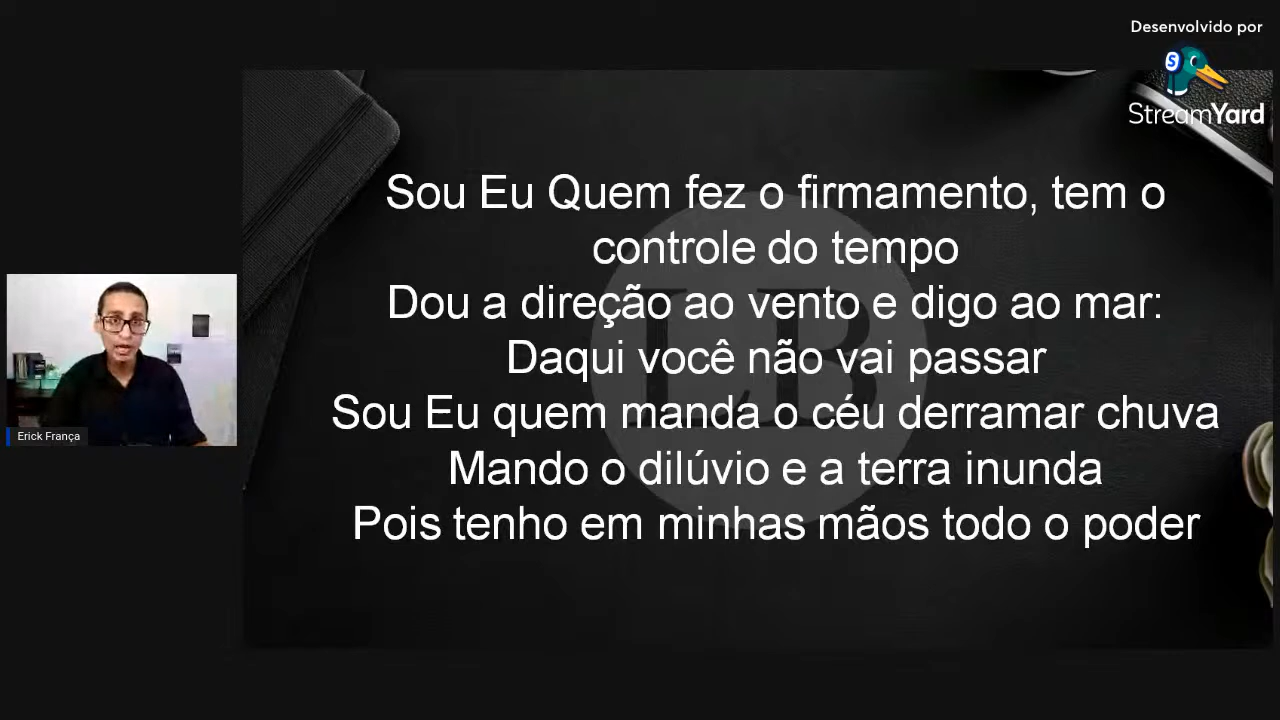 Desenvolvido por
StreamYard
Sou Eu Quem fez o firmamento, tem o
controle do tempo
Dou a direção ao vento e digo ao mar:
Daqui você não vai passar
Sou Eu quem manda o céu derramar chuva
Mando o dilúvio e a terra inunda
Pois tenho em minhas mãos todo o poder
LB
Erick França